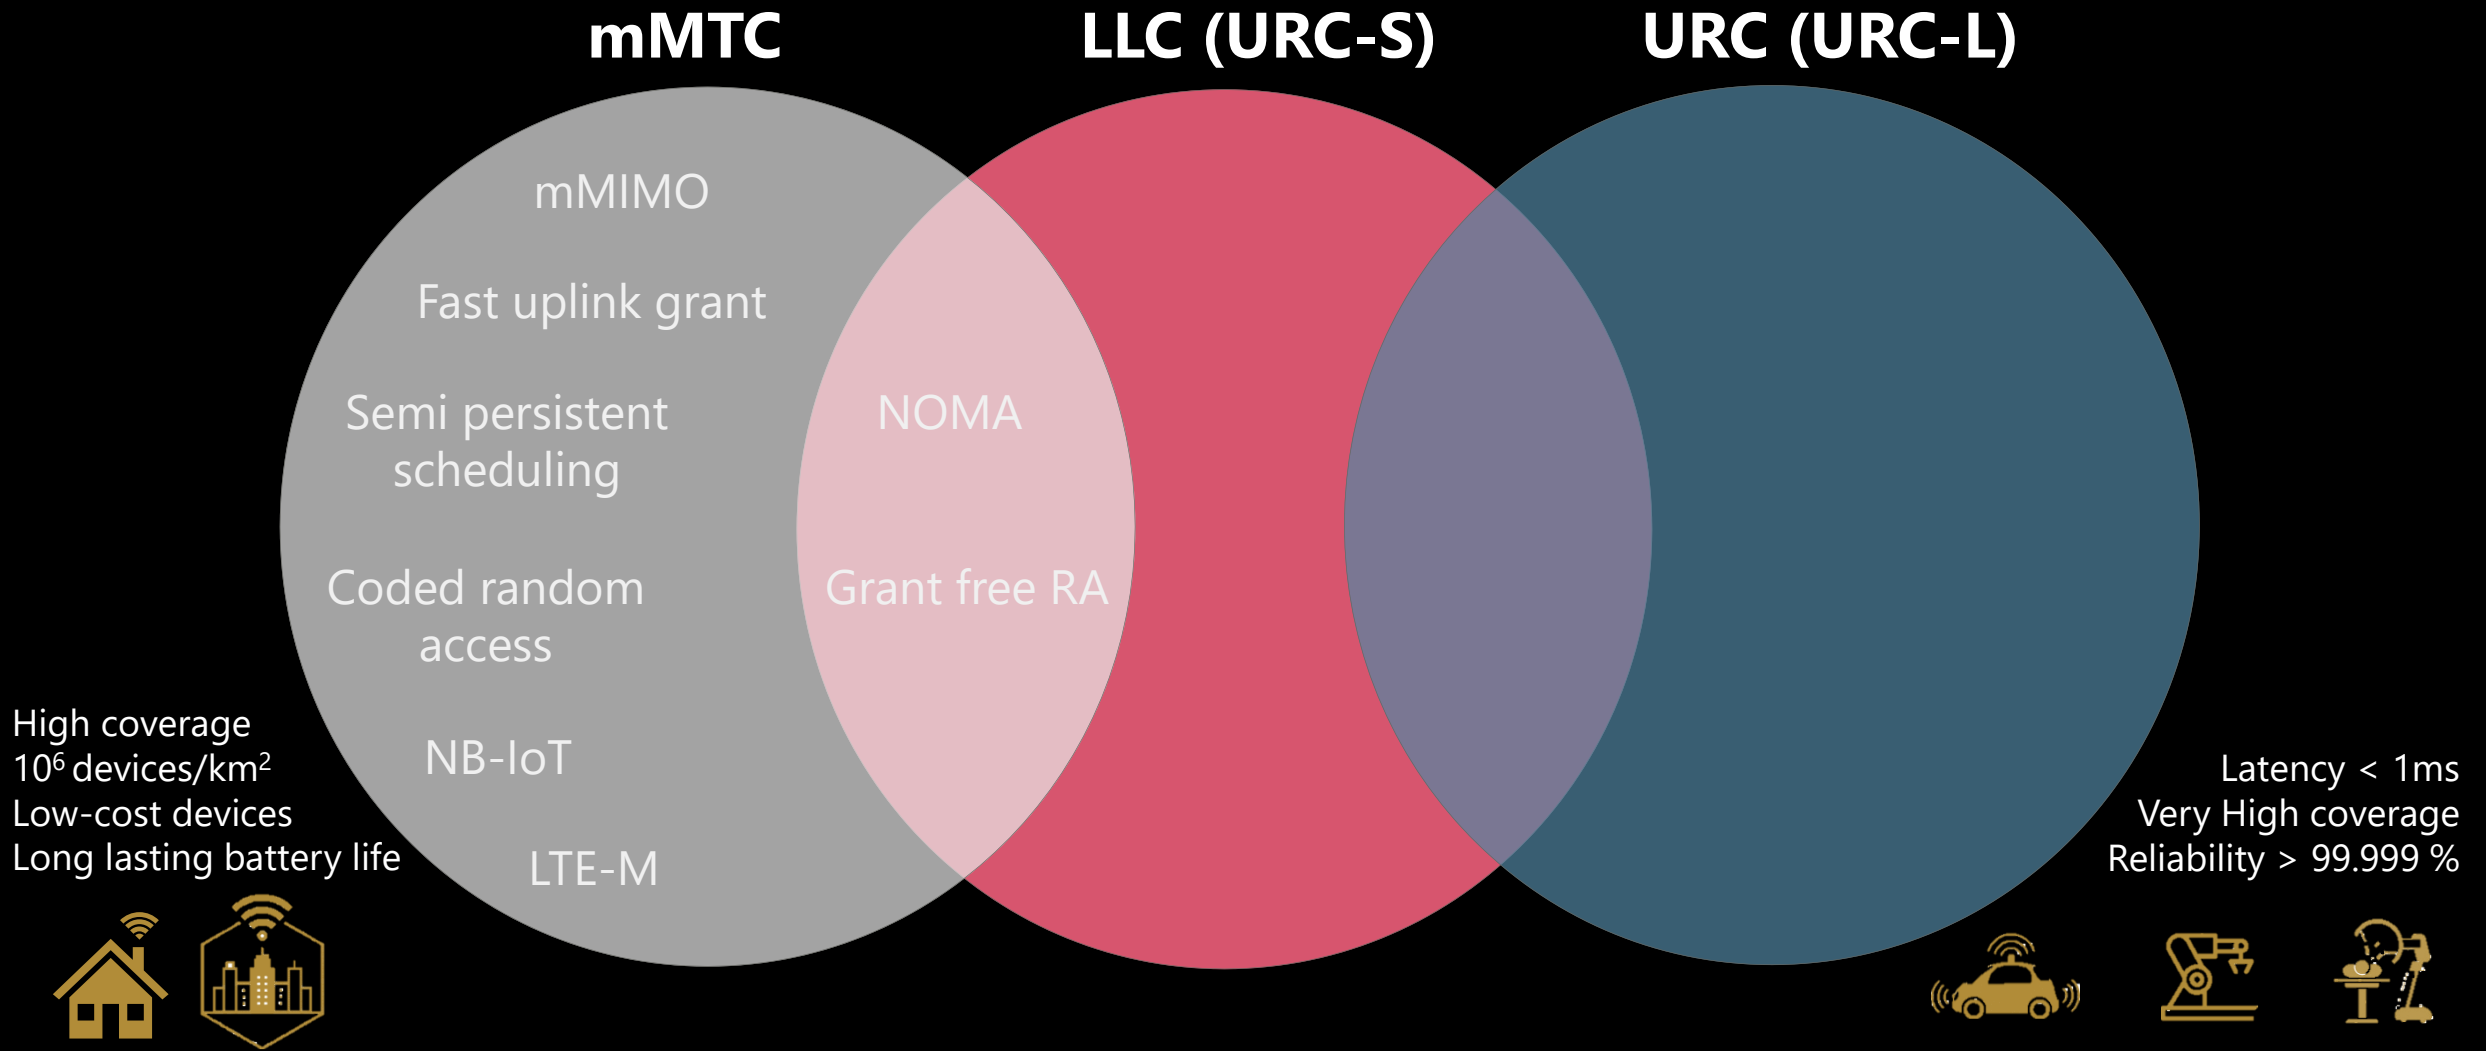 mMTC
LLC (URC-S)
URC (URC-L)
mMIMO
Fast uplink grant
Semi persistent
scheduling
NOMA
Coded random
access
Grant free RA
NB-IoT
LTE-M
High coverage
10⁶ devices/km²
Low-cost devices
Long lasting battery life
Latency < 1ms
Very High coverage
Reliability > 99.999 %